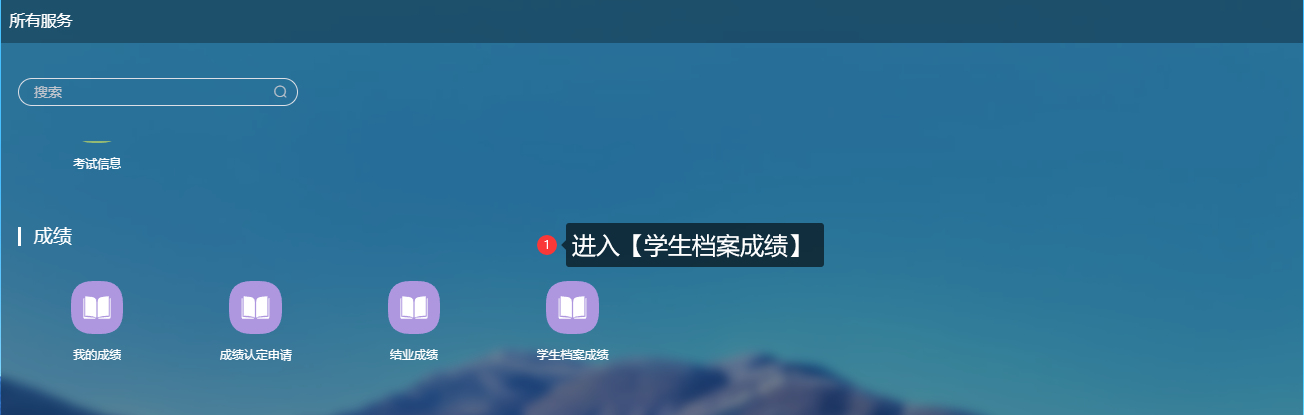 所有服务
搜索
考试信息
成绩
1 进入【学生档案成绩】
我的成绩 成绩认定申请 结业成绩 学生档案成绩